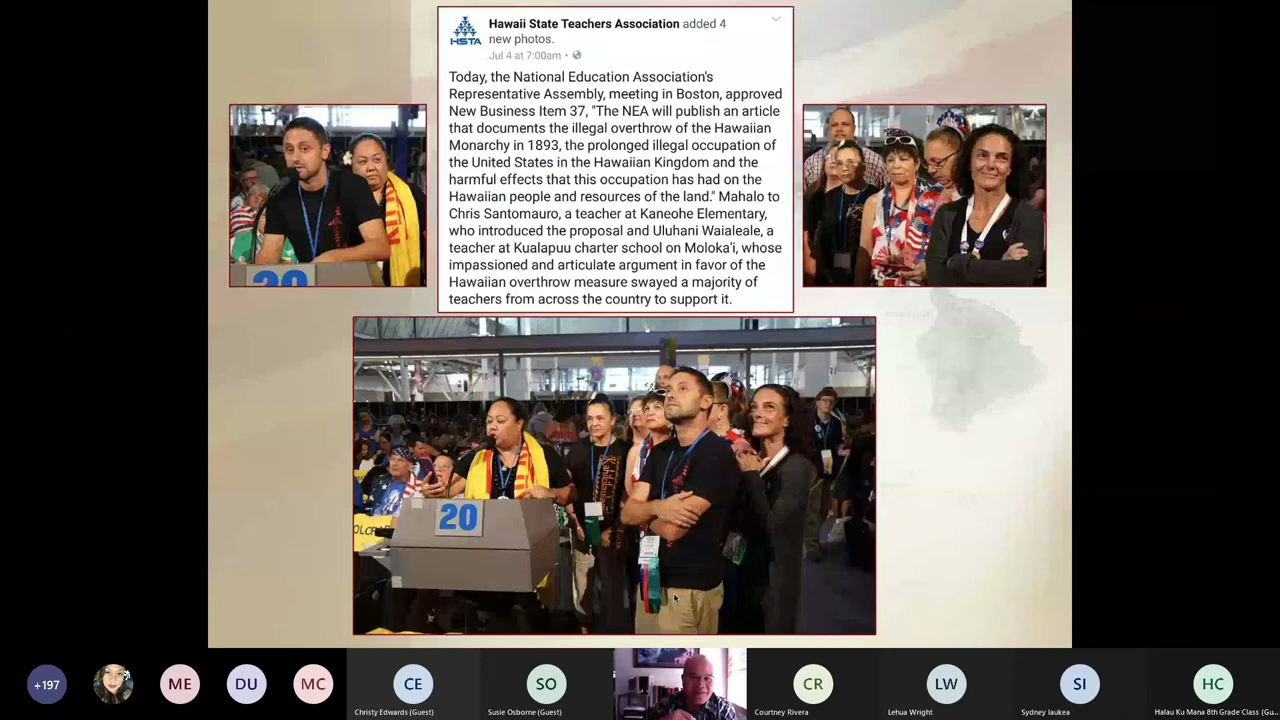 Hawaii State Teachers Association added 4
new photos.
HSTA
Jul 4 at 7:00am •
Today, the National Education Association's
Representative Assembly, meeting in Boston, approved
New Business Item 37, "The NEA will publish an article
that documents the illegal overthrow of the Hawaiian
Monarchy in 1893, the prolonged illegal occupation of
the United States in the Hawaiian Kingdom and the
harmful effects that this occupation has had on the
Hawaiian people and resources of the land." Mahalo to
Chris Santomauro, a teacher at Kaneohe Elementary,
who introduced the proposal and Uluhani Waialeale, a
teacher at Kualapuu charter school on Moloka'i, whose
impassioned and articulate argument in favor of the
Hawaiian overthrow measure swayed a majority of
teachers from across the country to support it.
20
20
+197
ME
DU
MC
CE
Christy Edwards (Guest)
SO
Susie Osborne (Guest)
CR
Courtney Rivera
LW
Lehua Wright
SI
Sydney Iaukea
HC
Halau Ku Mana 8th Grade Class (Gu...